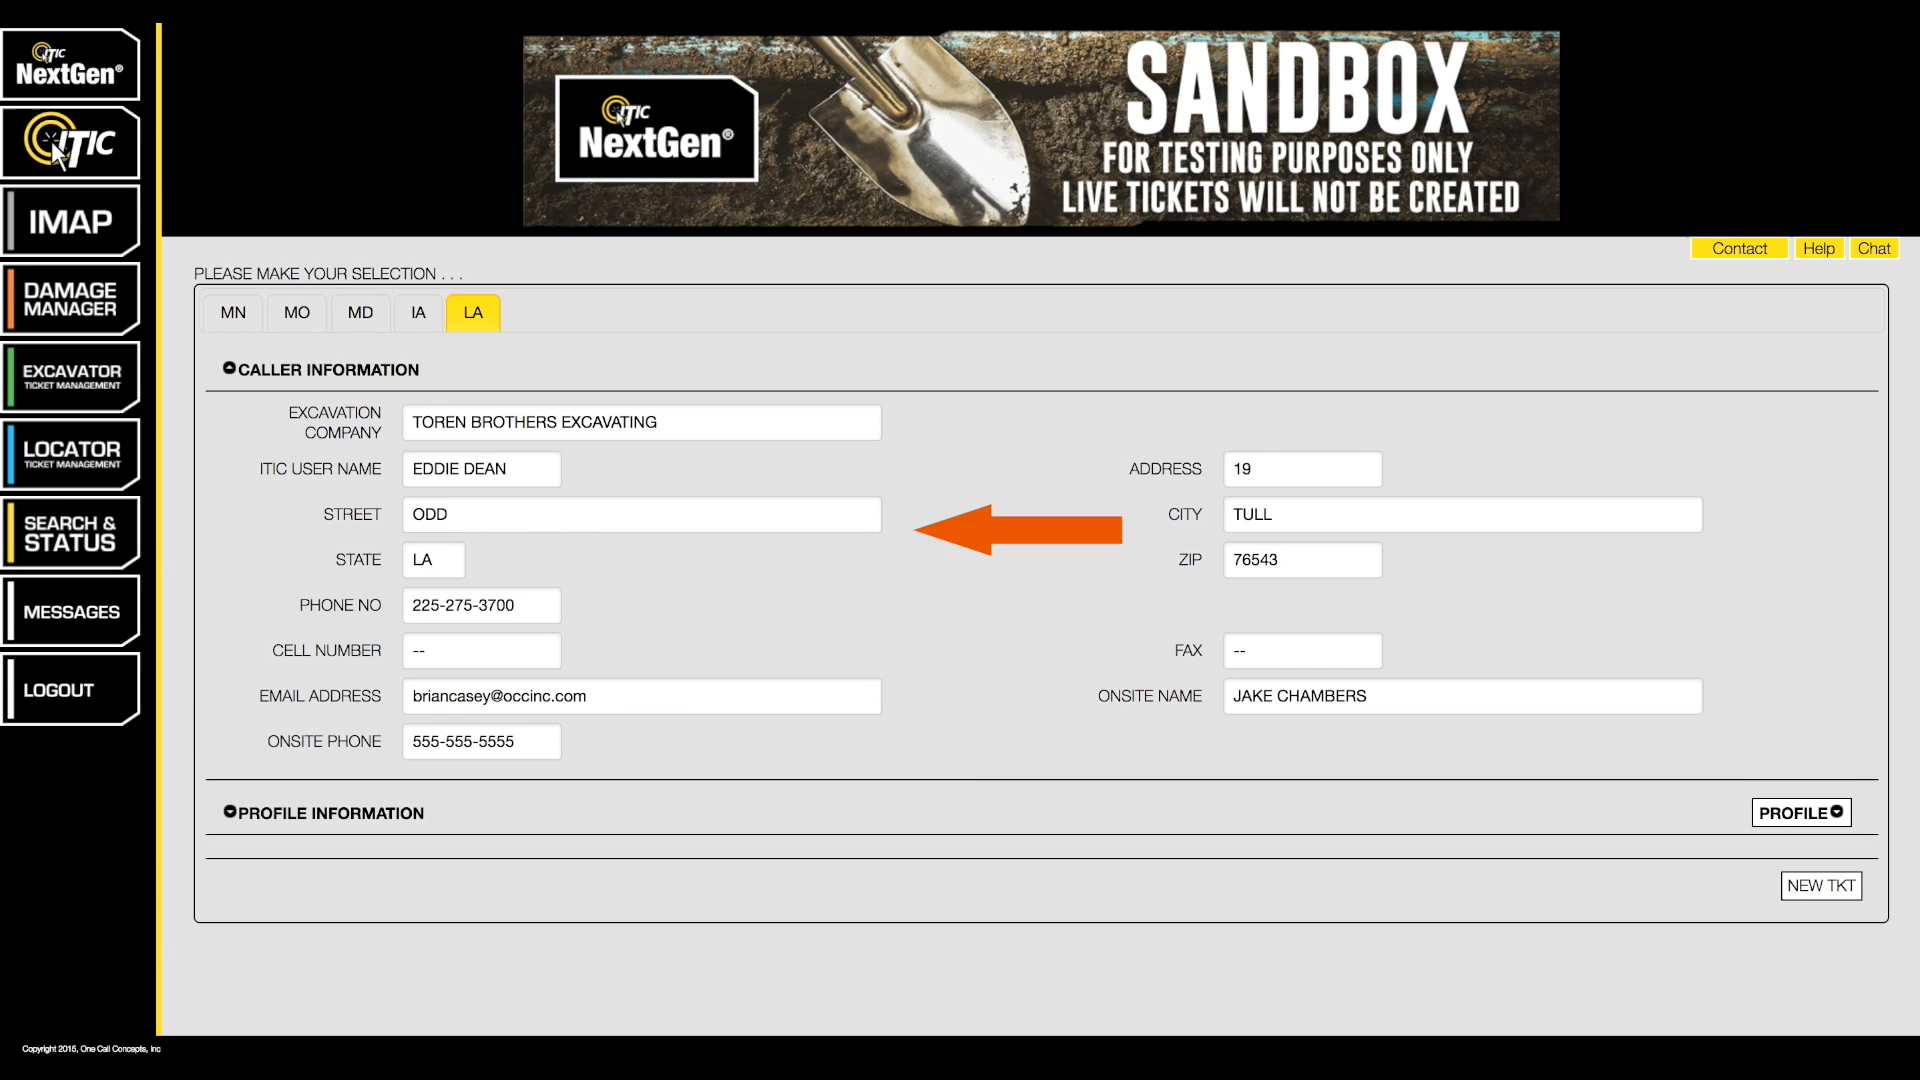 ITIC
NextGen®
ITIC
IMAP
DAMAGE
MANAGER
EXCAVATOR
TICKET MANAGEMENT
LOCATOR
TICKET MANAGEMENT
SEARCH &
STATUS
MESSAGES
LOGOUT
ITIC
NextGen®
SANDBOX
FOR TESTING PURPOSES ONLY
LIVE TICKETS WILL NOT BE CREATED
Contact Help Chat
PLEASE MAKE YOUR SELECTION . . .
MN MO MD IA LA
CALLER INFORMATION
EXCAVATION
COMPANY
TOREN BROTHERS EXCAVATING
ITIC USER NAME EDDIE DEAN ADDRESS 19
STREET ODD CITY TULL
STATE LA ZIP 76543
PHONE NO 225-275-3700
CELL NUMBER -- FAX --
EMAIL ADDRESS briancasey@occinc.com ONSITE NAME JAKE CHAMBERS
ONSITE PHONE 555-555-5555
PROFILE INFORMATION PROFILE
NEW TKT
Copyright 2015, One Call Concepts, Inc